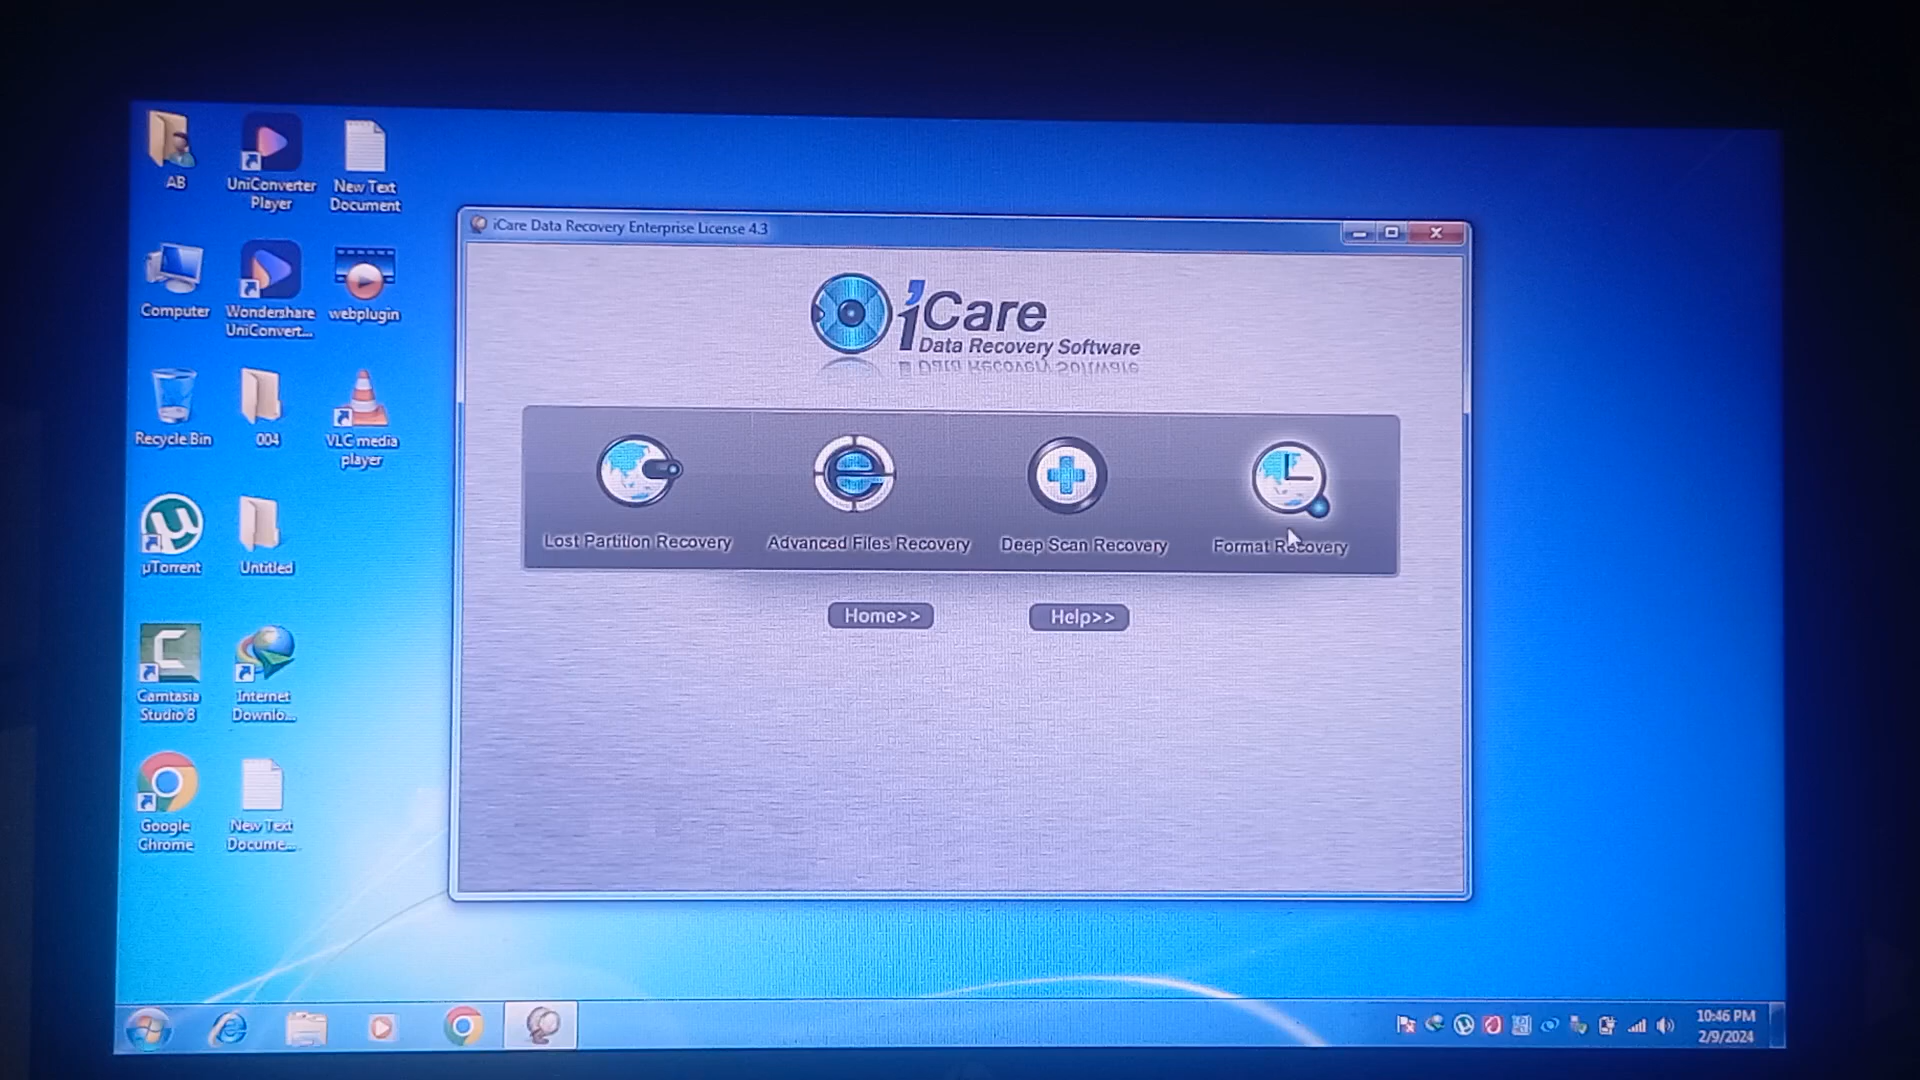 AB
UniConverter
Player
New Text
Document
Computer
Wondershare
UniConvert...
webplugin
Recycle Bin
004
VLC media
player
µTorrent
Untitled
Camtasia
Studio 8
Internet
Downlo...
Google
Chrome
New Text
Docume...
iCare Data Recovery Enterprise License 4.3
iCare
Data Recovery Software
Lost Partition Recovery
Advanced Files Recovery
Deep Scan Recovery
Format Recovery
Home>>
Help>>
10:46 PM
2/9/2024